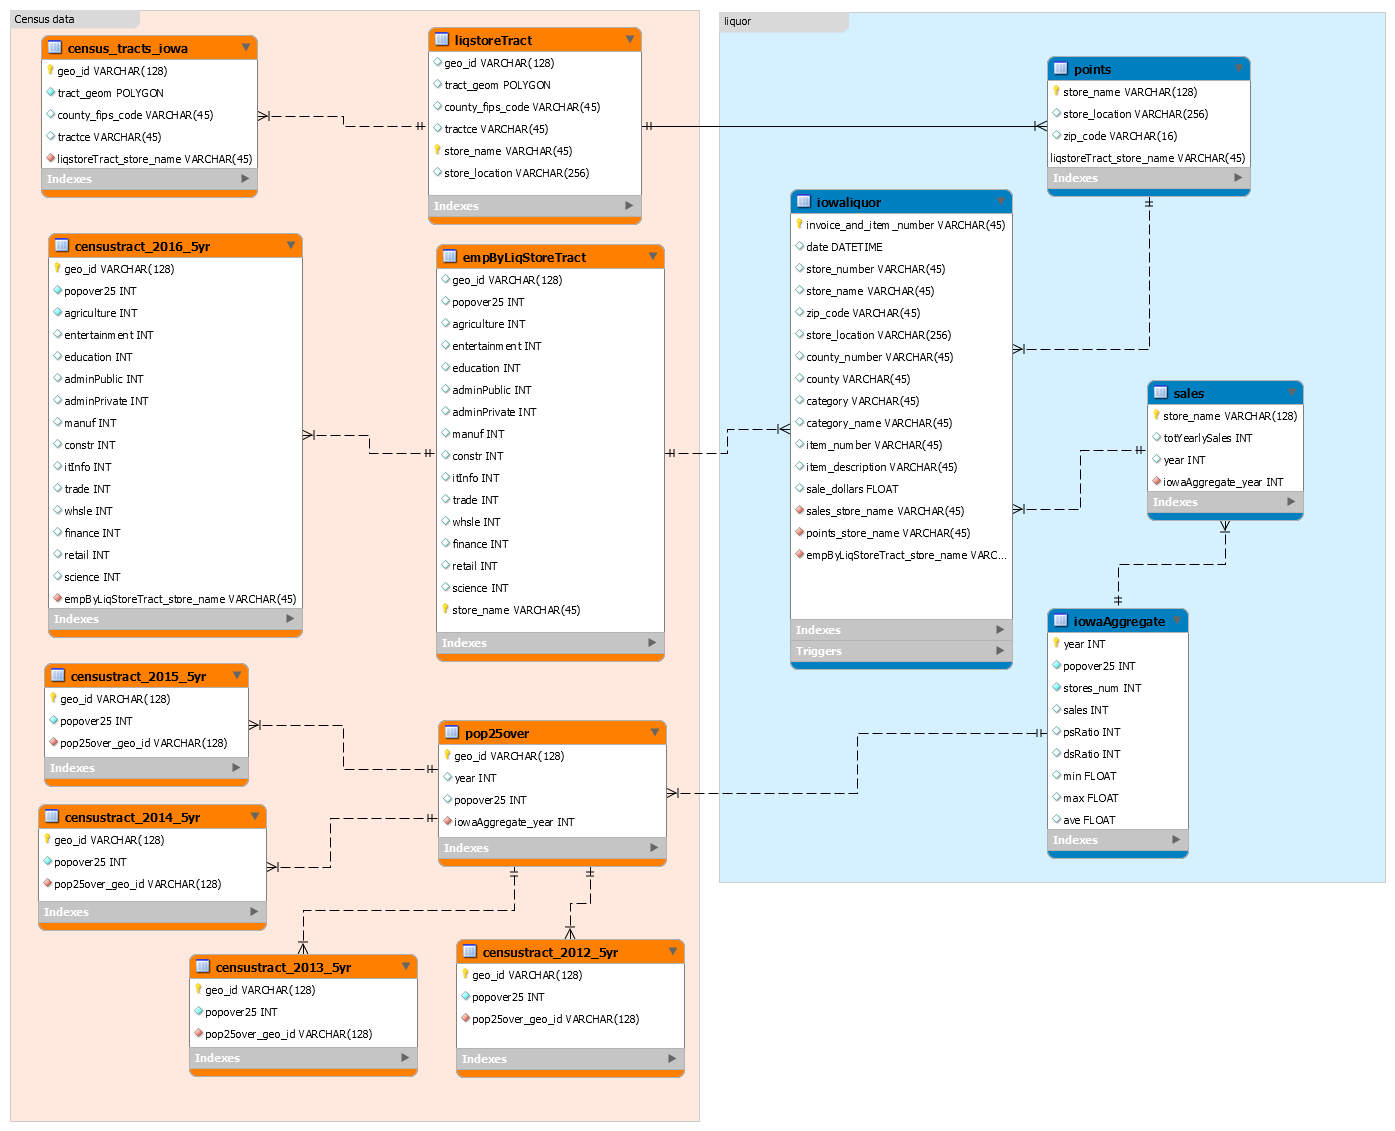 Census data
census_tracts_iowa
geo_id VARCHAR(128)
tract_geom POLYGON
county_fips_code VARCHAR(45)
tractce VARCHAR(45)
liqstoreTract_store_name VARCHAR(45)
Indexes
liqstoreTract
geo_id VARCHAR(128)
tract_geom POLYGON
county_fips_code VARCHAR(45)
tractce VARCHAR(45)
store_name VARCHAR(45)
store_location VARCHAR(256)
Indexes
censustract_2016_5yr
geo_id VARCHAR(128)
popover25 INT
agriculture INT
entertainment INT
education INT
adminPublic INT
adminPrivate INT
manuf INT
constr INT
itInfo INT
trade INT
whsle INT
finance INT
retail INT
science INT
empByLiqStoreTract_store_name VARCHAR(45)
Indexes
empByLiqStoreTract
geo_id VARCHAR(128)
popover25 INT
agriculture INT
entertainment INT
education INT
adminPublic INT
adminPrivate INT
manuf INT
constr INT
itInfo INT
trade INT
whsle INT
finance INT
retail INT
science INT
store_name VARCHAR(45)
Indexes
censustract_2015_5yr
geo_id VARCHAR(128)
popover25 INT
pop25over_geo_id VARCHAR(128)
Indexes
pop25over
geo_id VARCHAR(128)
year INT
popover25 INT
iowaAggregate_year INT
Indexes
censustract_2014_5yr
geo_id VARCHAR(128)
popover25 INT
pop25over_geo_id VARCHAR(128)
Indexes
censustract_2013_5yr
geo_id VARCHAR(128)
popover25 INT
pop25over_geo_id VARCHAR(128)
Indexes
censustract_2012_5yr
geo_id VARCHAR(128)
popover25 INT
pop25over_geo_id VARCHAR(128)
Indexes
liquor
points
store_name VARCHAR(128)
store_location VARCHAR(256)
zip_code VARCHAR(16)
liqstoreTract_store_name VARCHAR(45)
Indexes
iowaliquor
invoice_and_item_number VARCHAR(45)
date DATETIME
store_number VARCHAR(45)
store_name VARCHAR(45)
zip_code VARCHAR(45)
store_location VARCHAR(256)
county_number VARCHAR(45)
county VARCHAR(45)
category VARCHAR(45)
category_name VARCHAR(45)
item_number VARCHAR(45)
item_description VARCHAR(45)
sale_dollars FLOAT
sales_store_name VARCHAR(45)
points_store_name VARCHAR(45)
empByLiqStoreTract_store_name VARC...
Indexes
Triggers
sales
store_name VARCHAR(128)
totYearlySales INT
year INT
iowaAggregate_year INT
Indexes
iowaAggregate
year INT
popover25 INT
stores_num INT
sales INT
psRatio INT
dsRatio INT
min FLOAT
max FLOAT
ave FLOAT
Indexes